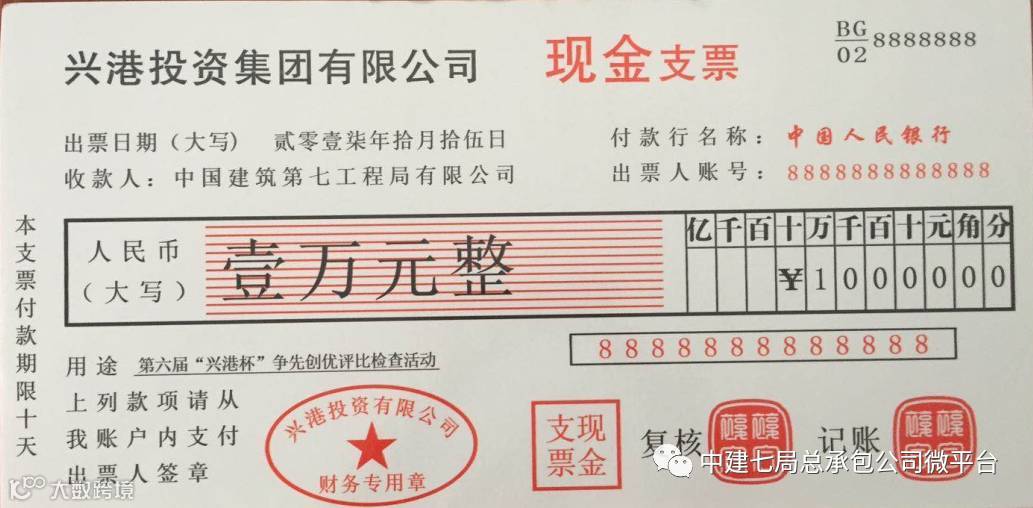 兴港投资集团有限公司 现金支票 BG
02 8888888
出票日期（大写） 贰零壹柒年拾月拾伍日 付款行名称：中国人民银行
收款人：中国建筑第七工程局有限公司 出票人账号：8888888888888
本支票付款期限十天
人民币
（大写）
壹万元整
亿千百十万千百十元角分
¥1000000
8888888888888
用途 第六届“兴港杯”争先创优评比检查活动
上列款项请从
我账户内支付
出票人签章
兴港投资有限公司
财务专用章
支现
票金
复核
记账
中建七局总承包公司微平台
大数跨境